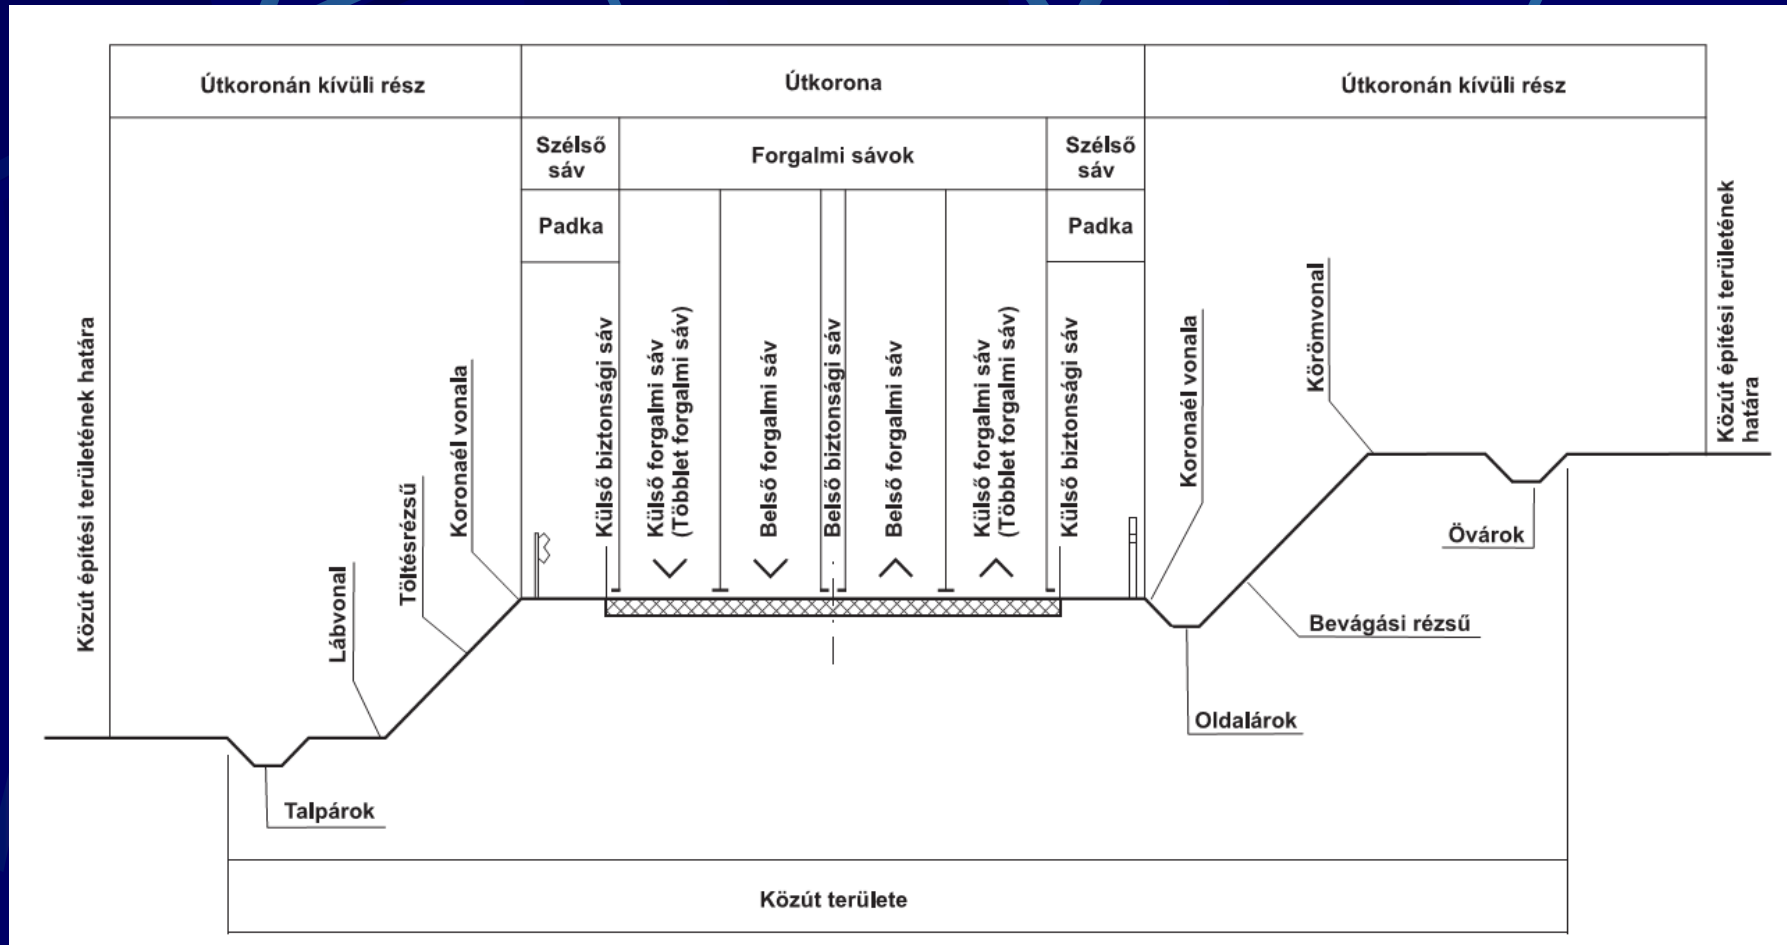 Útkoronán kívüli rész
Útkorona
Útkoronán kívüli rész
Szélső
sáv
Forgalmi sávok
Szélső
sáv
Padka
Padka
Közút építési területének határa
Lábvonal
Töltésrézsű
Koronaél vonala
Külső biztonsági sáv
Külső forgalmi sáv
(Többlet forgalmi sáv)
Belső forgalmi sáv
Belső biztonsági sáv
Belső forgalmi sáv
Külső forgalmi sáv
(Többlet forgalmi sáv)
Külső biztonsági sáv
Koronaél vonala
Körömvonal
Közút építési területének
határa
Övárok
Bevágási rézsű
Oldalárok
Talpárok
Közút területe